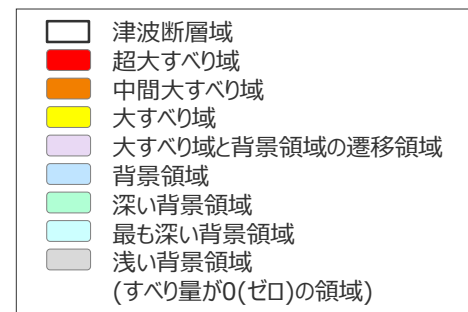 津波断層域
超大すべり域
中間大すべり域
大すべり域
大すべり域と背景領域の遷移領域
背景領域
深い背景領域
最も深い背景領域
浅い背景領域
(すべり量が0(ゼロ)の領域)